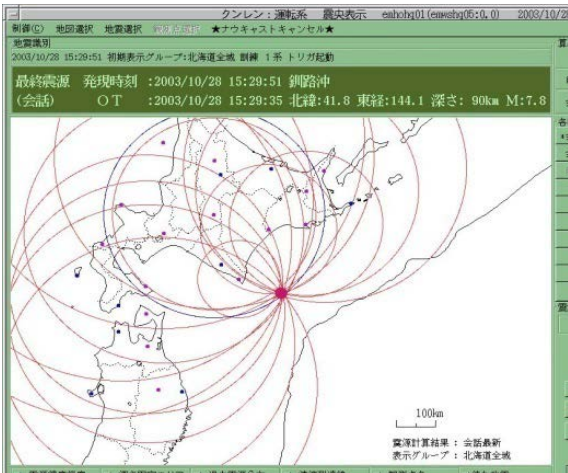 クンレン：運転系 震央表示 emhohg01(emwshg05:0.0) 2003/10/28
制御(C) 地図選択 地震選択 ★ナウキャストキャンセル★
地震識別
2003/10/28 15:29:51 初期表示グループ:北海道全域 訓練 1系 トリガ起動
最終震源 発現時刻 :2003/10/28 15:29:51 釧路沖
(会話) OT :2003/10/28 15:29:35 北緯:41.8 東経:144.1 深さ: 90km M:7.8
100km
震源計算結果 : 会話最新
表示グループ : 北海道全域